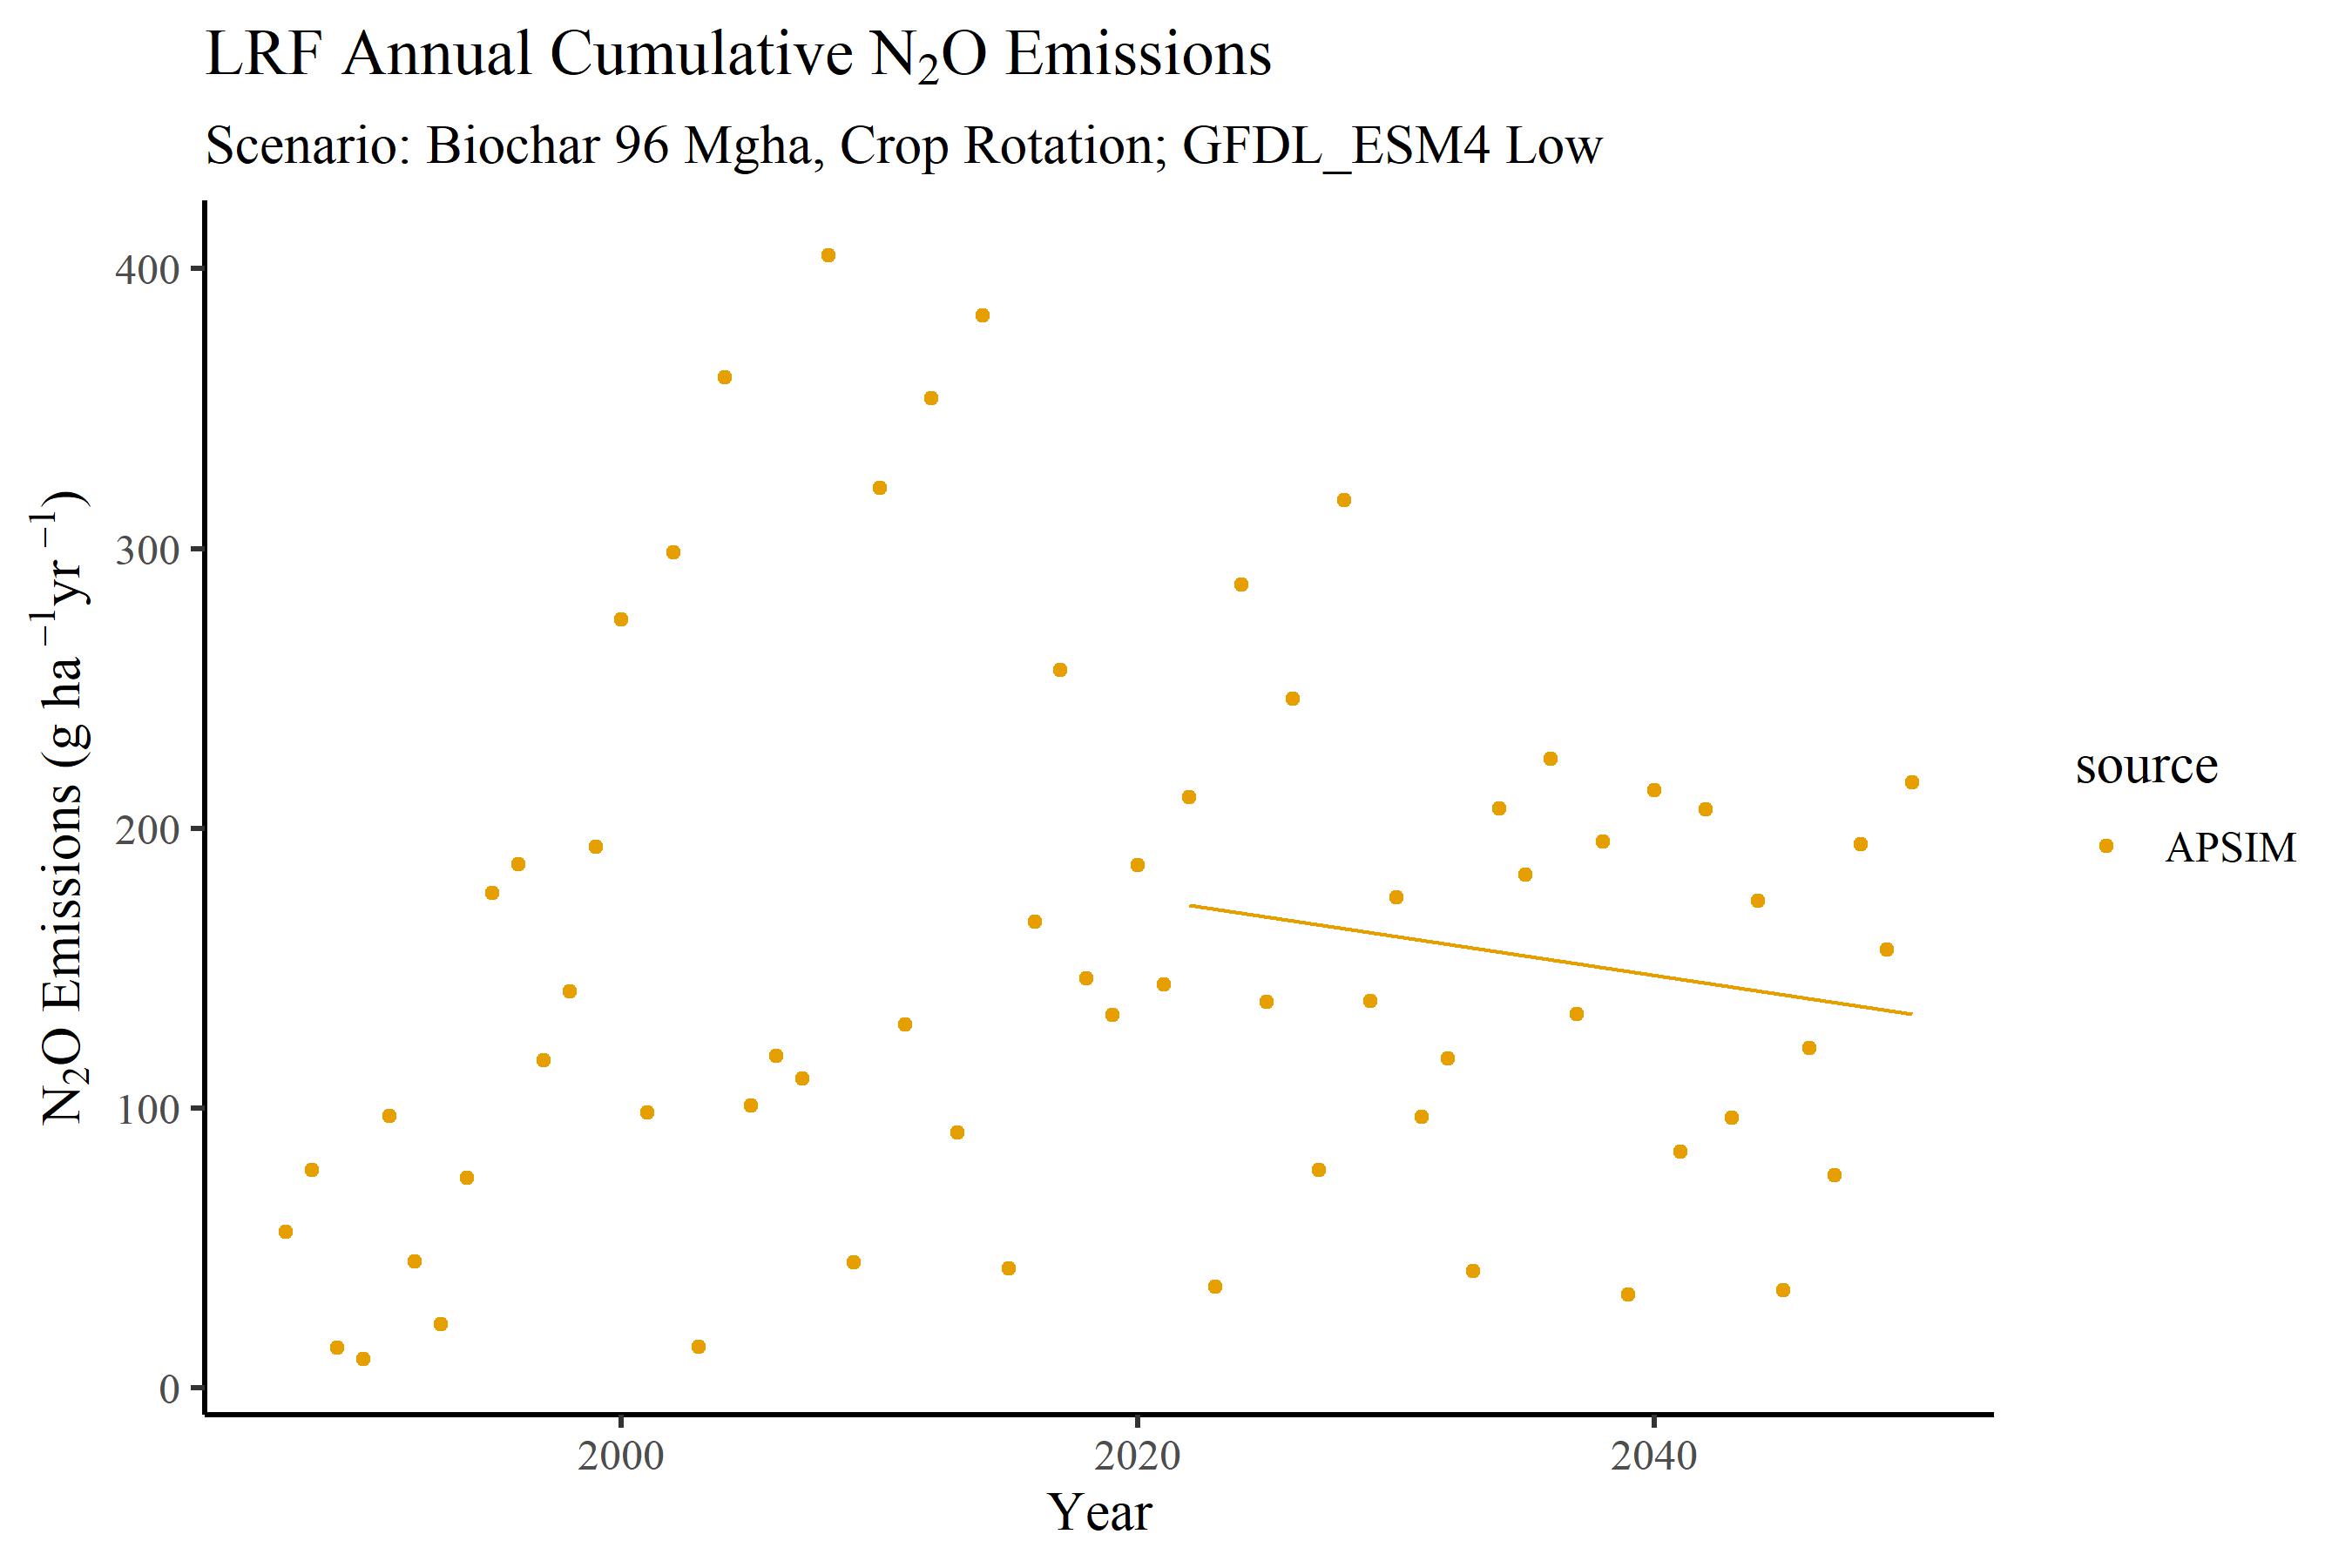 LRF Annual Cumulative N₂O Emissions
Scenario: Biochar 96 Mgha, Crop Rotation; GFDL_ESM4 Low
N₂O Emissions (g ha ⁻¹yr ⁻¹)
400
300
200
100
0
2000 2020 2040
Year
source
APSIM